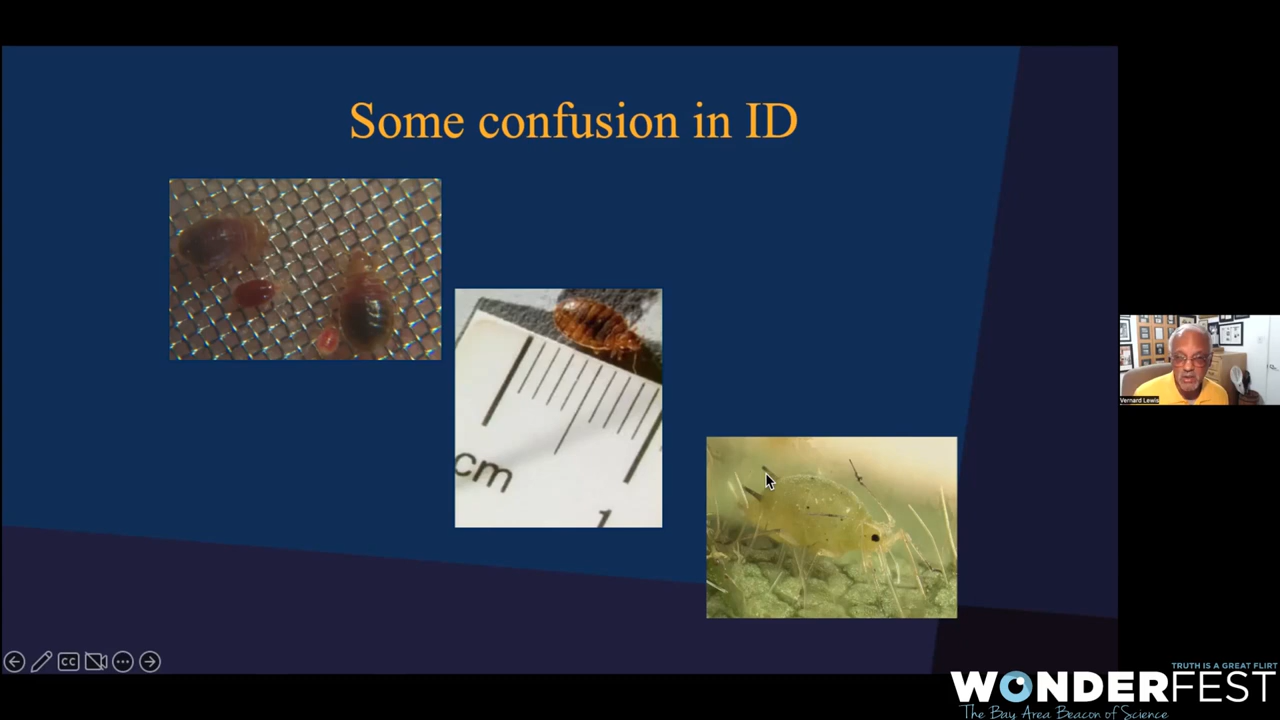 Some confusion in ID
cm
1
CC
Vernard Lewis
TRUTH IS A GREAT FLIRT
WONDERFEST
The Bay Area Beacon of Science